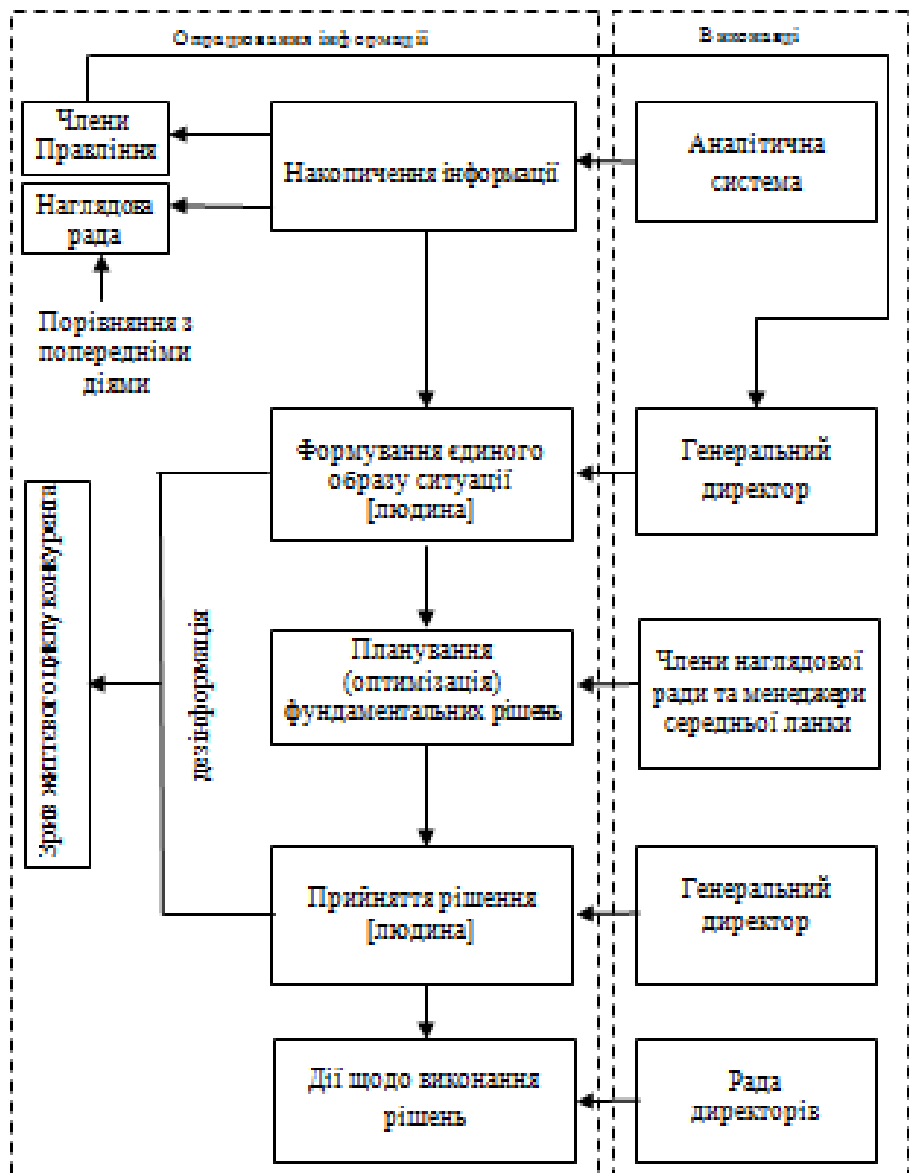 Опрацювання інформації
Виконавці
Члени
Правління
Накопичення інформації
Аналітична
система
Наглядова
рада
Порівняння з
попередніми
діями
Формування єдиного
образу ситуації
[людина]
Генеральний
директор
Зрив життєвого циклу конкурента
дезінформація
Планування
(оптимізація)
фундаментальних рішень
Члени наглядової
ради та менеджери
середньої ланки
Прийняття рішення
[людина]
Генеральний
директор
Дії щодо виконання
рішень
Рада
директорів